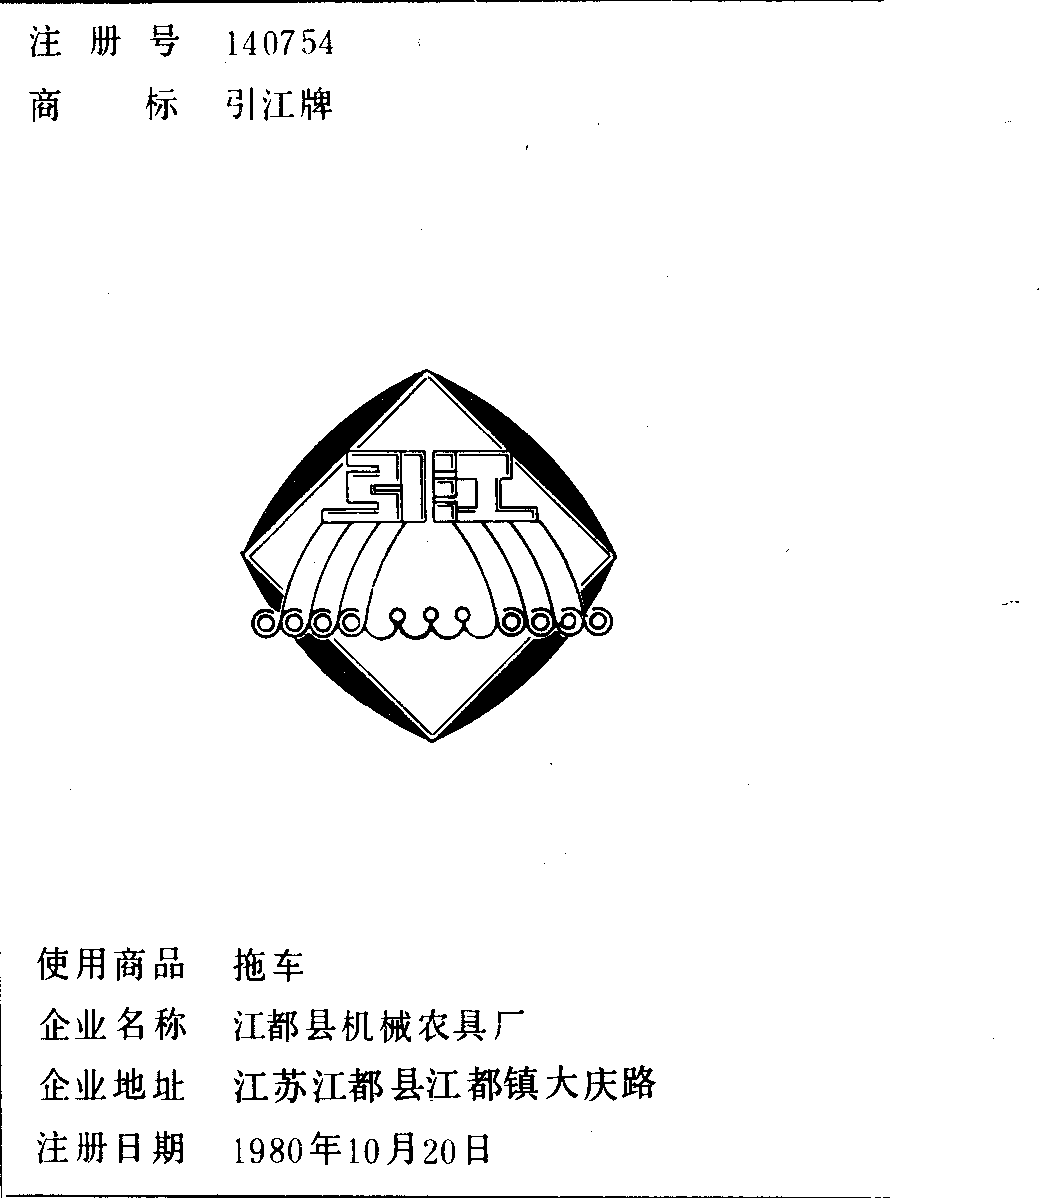 注册号 140754
商标 引江牌
引江
使用商品 拖车
企业名称 江都县机械农具厂
企业地址 江苏江都县江都镇大庆路
注册日期 1980年10月20日